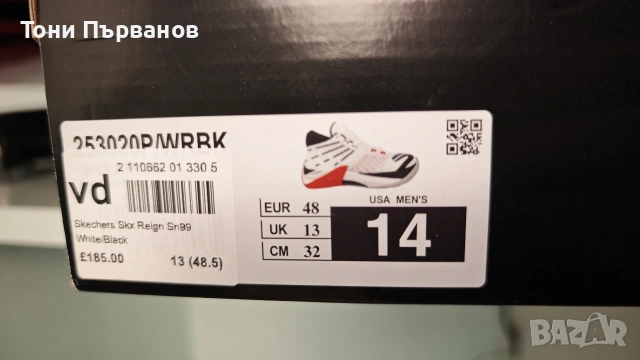 Тони Първанов
253020P/WRBK
2 110662 01 330 5
vd
Skechers Skx Reign Sn99
White/Black
£185.00 13 (48.5)
EUR 48
UK 13
CM 32
USA MEN'S
14
BAZAR